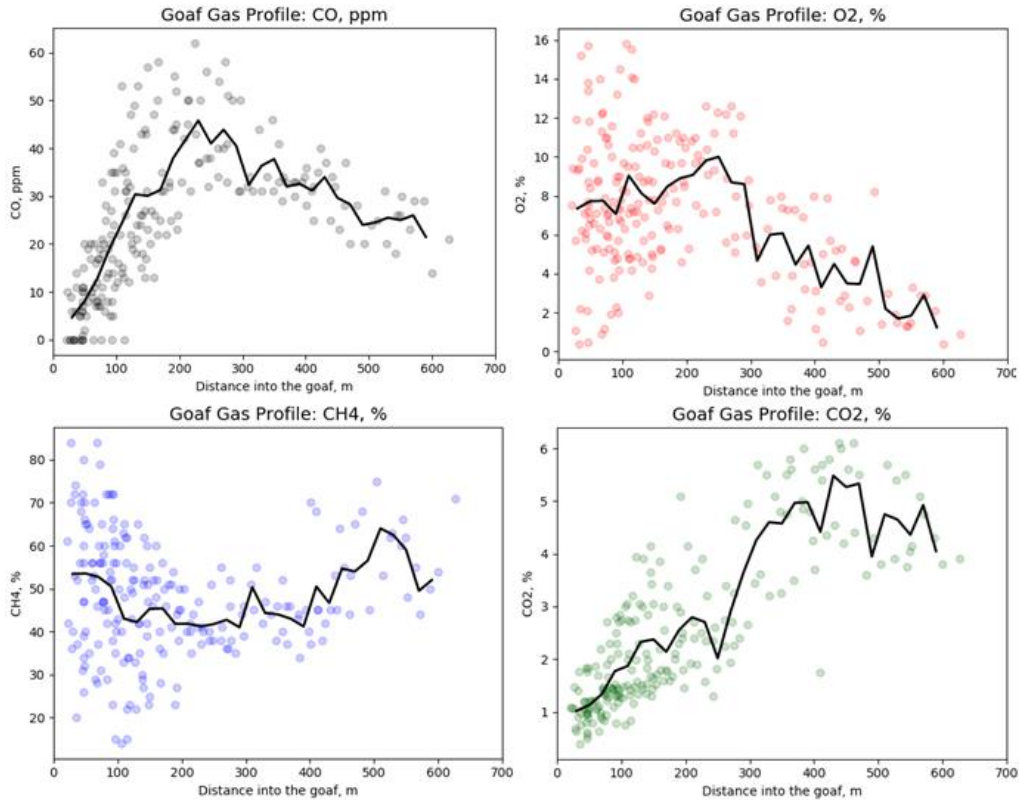 Goaf Gas Profile: CO, ppm
CO, ppm
60
50
40
30
20
10
0
0 100 200 300 400 500 600 700
Distance into the goaf, m
Goaf Gas Profile: O2, %
O2, %
16
14
12
10
8
6
4
2
0
0 100 200 300 400 500 600 700
Distance into the goaf, m
Goaf Gas Profile: CH4, %
CH4, %
80
70
60
50
40
30
20
0 100 200 300 400 500 600 700
Distance into the goaf, m
Goaf Gas Profile: CO2, %
CO2, %
6
5
4
3
2
1
0 100 200 300 400 500 600 700
Distance into the goaf, m